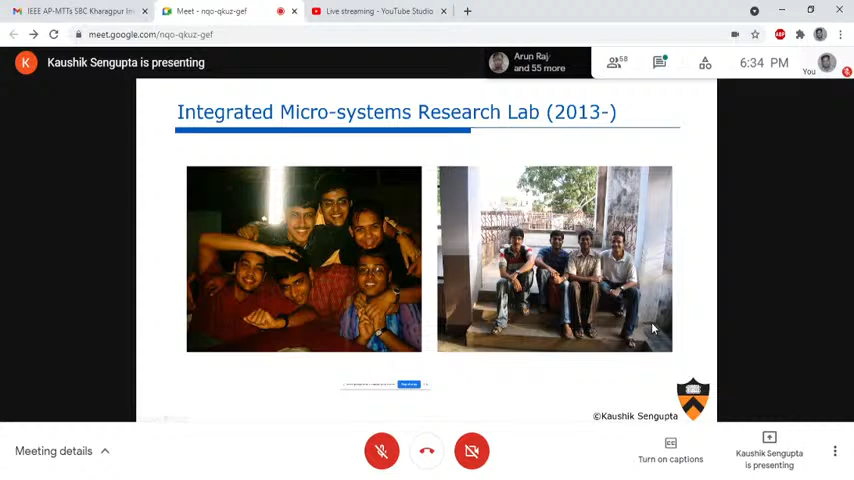 IEEE AP-MTTs SBC Kharagpur In
Meet - nqo-qkuz-gef
Live streaming - YouTube Studio
meet.google.com/nqo-qkuz-gef
ABP
K
Kaushik Sengupta is presenting
Arun Raj
and 55 more
58
6:34 PM
You
Integrated Micro-systems Research Lab (2013-)
©Kaushik Sengupta
Meeting details
Turn on captions
Kaushik Sengupta
is presenting